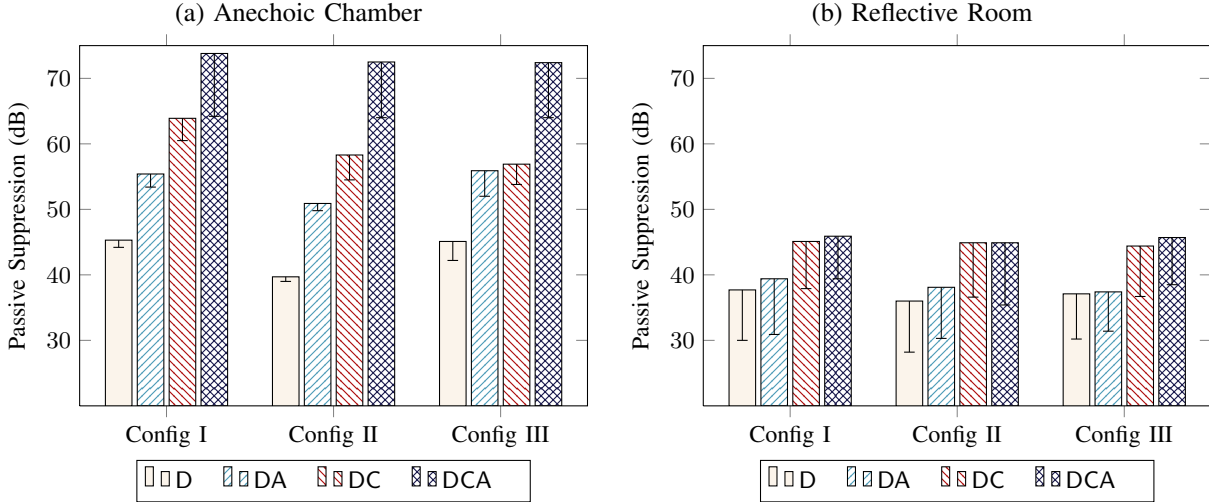 (a) Anechoic Chamber
Passive Suppression (dB)
70
60
50
40
30
Config I Config II Config III
D DA DC DCA
(b) Reflective Room
Passive Suppression (dB)
70
60
50
40
30
Config I Config II Config III
D DA DC DCA